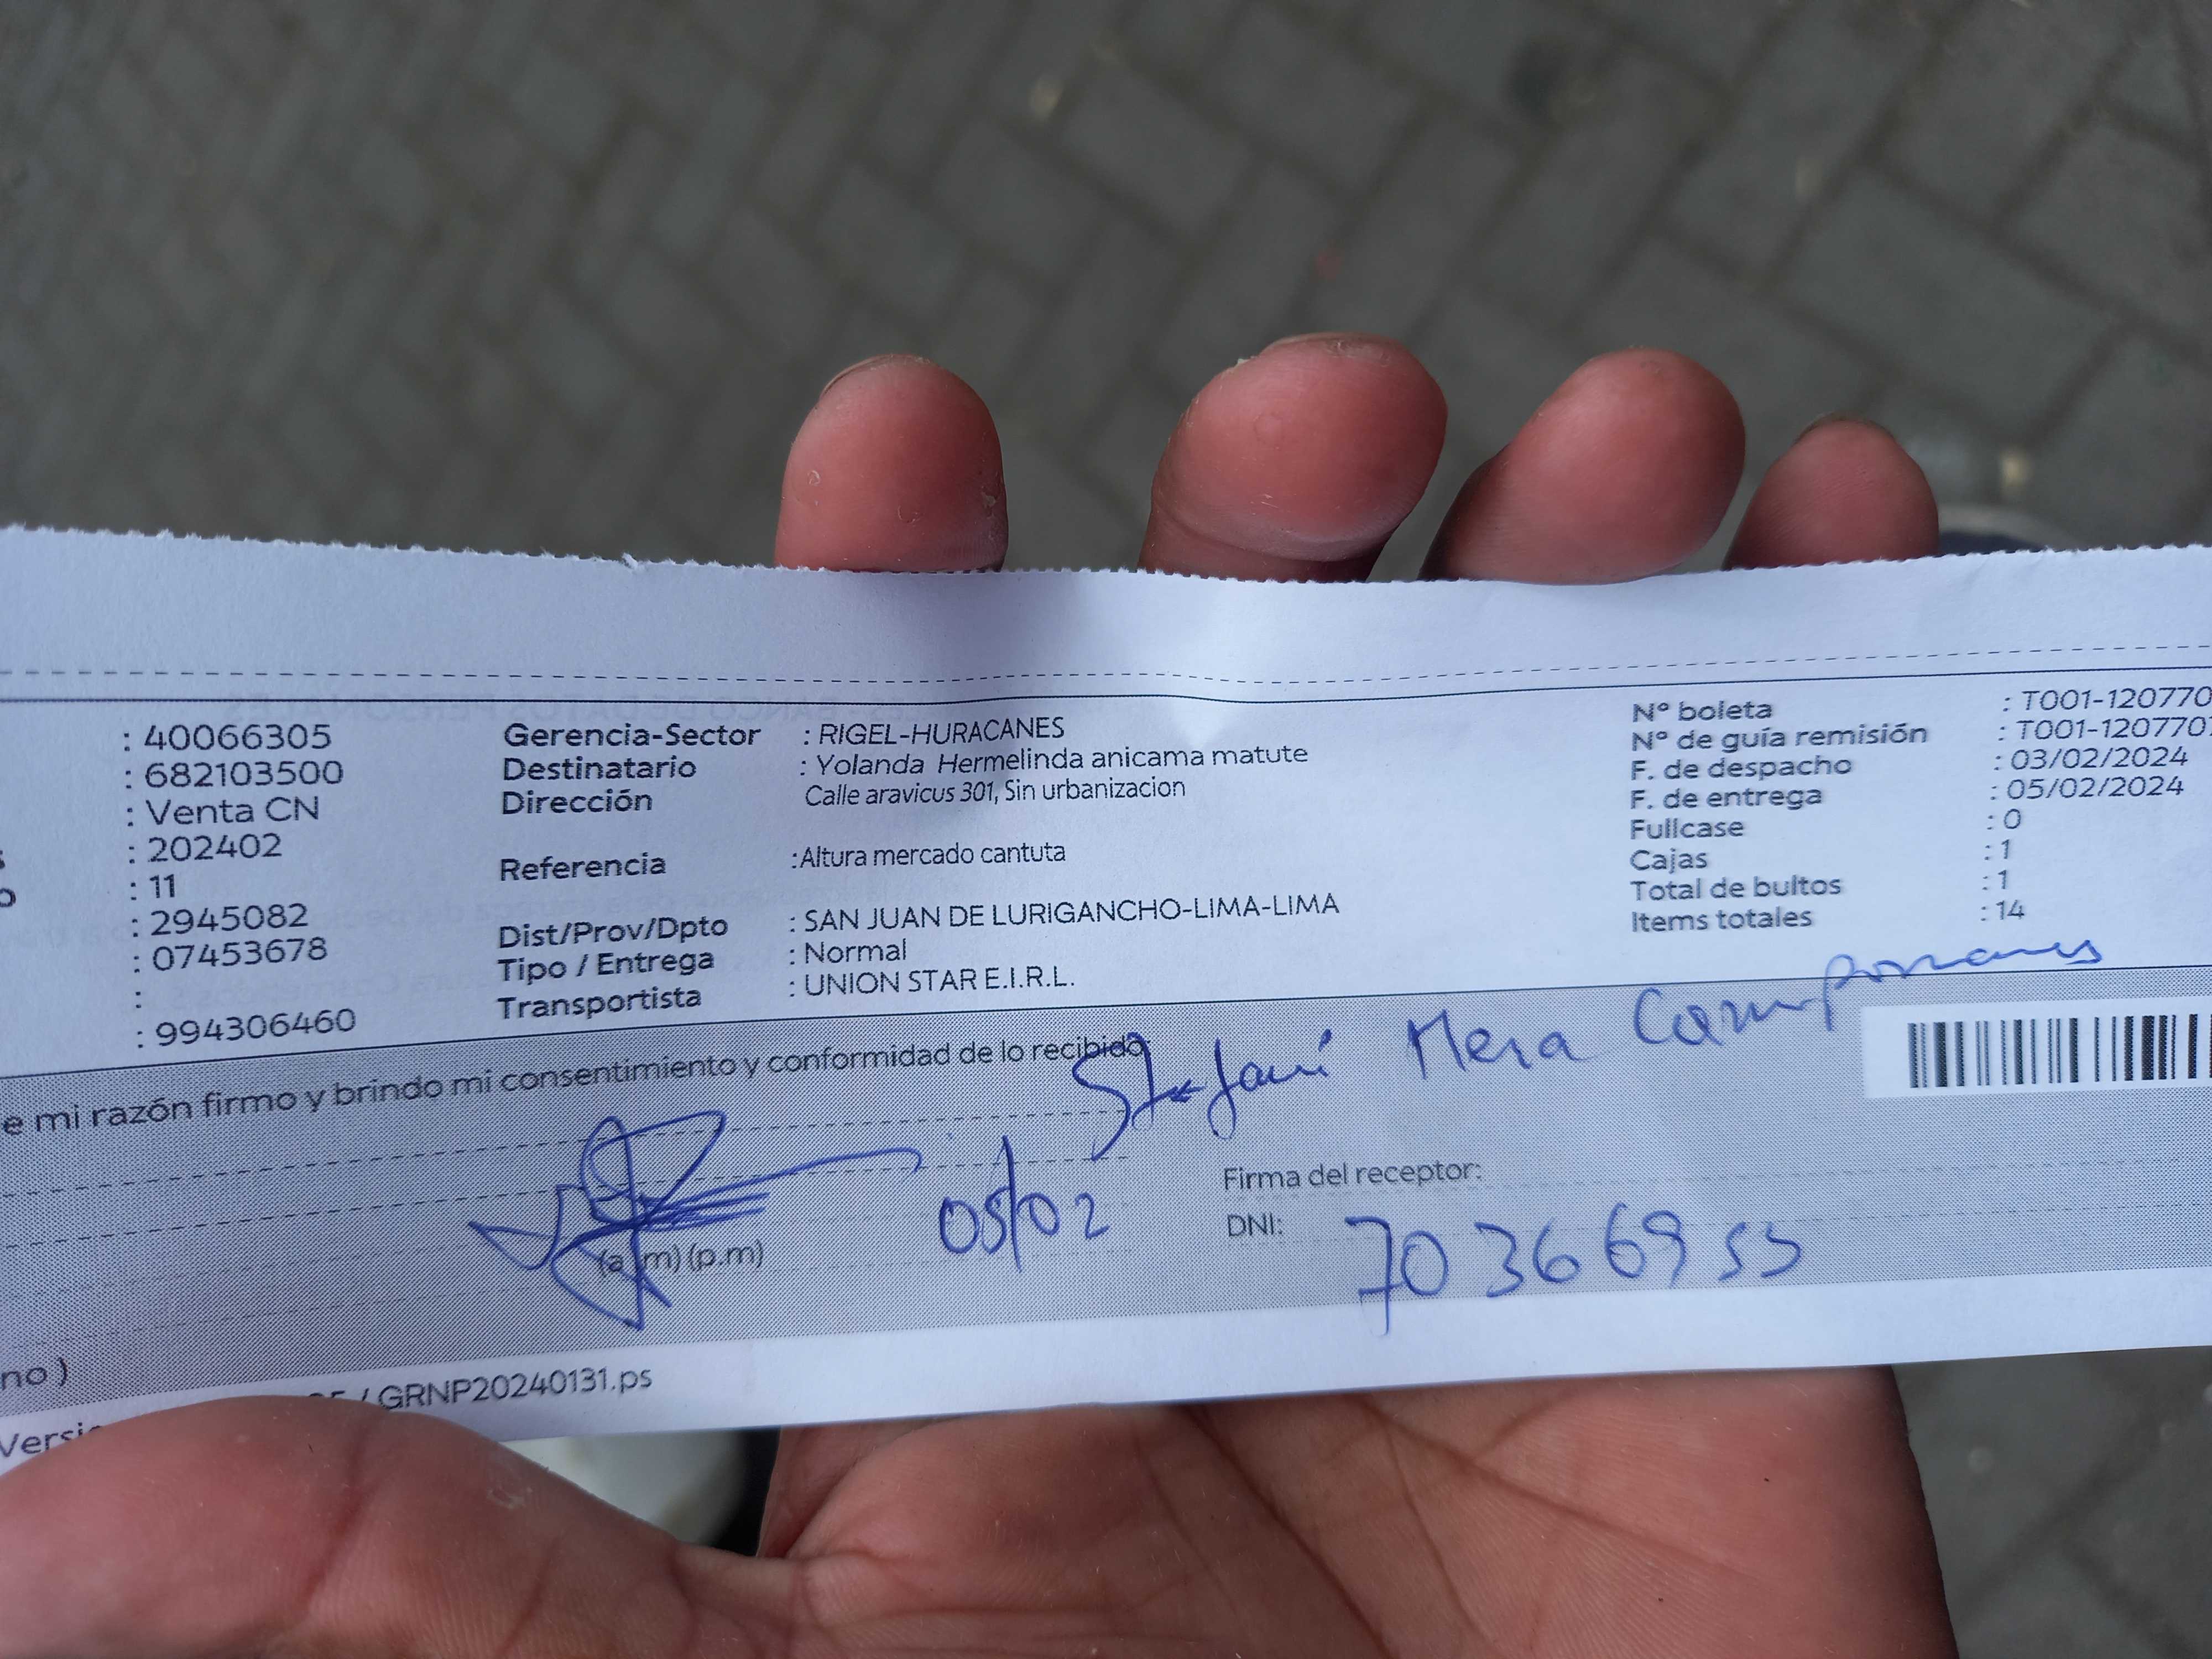 : 40066305
: 682103500
: Venta CN
: 202402
: 11
: 2945082
: 07453678
:
: 994306460
Gerencia-Sector : RIGEL-HURACANES
Destinatario : Yolanda Hermelinda anicama matute
Dirección Calle aravicus 301, Sin urbanizacion
Referencia :Altura mercado cantuta
Dist/Prov/Dpto : SAN JUAN DE LURIGANCHO-LIMA-LIMA
Tipo / Entrega : Normal
Transportista : UNION STAR E.I.R.L.
Nº boleta : T001-120770
Nº de guía remisión : T001-120770
F. de despacho : 03/02/2024
F. de entrega : 05/02/2024
Fullcase : 0
Cajas : 1
Total de bultos : 1
Items totales : 14
e mi razón firmo y brindo mi consentimiento y conformidad de lo recibido
Stefani Mera Camposanes
(a.m) (p.m)
05/02
Firma del receptor:
DNI: 70366953
no )
/ GRNP20240131.ps